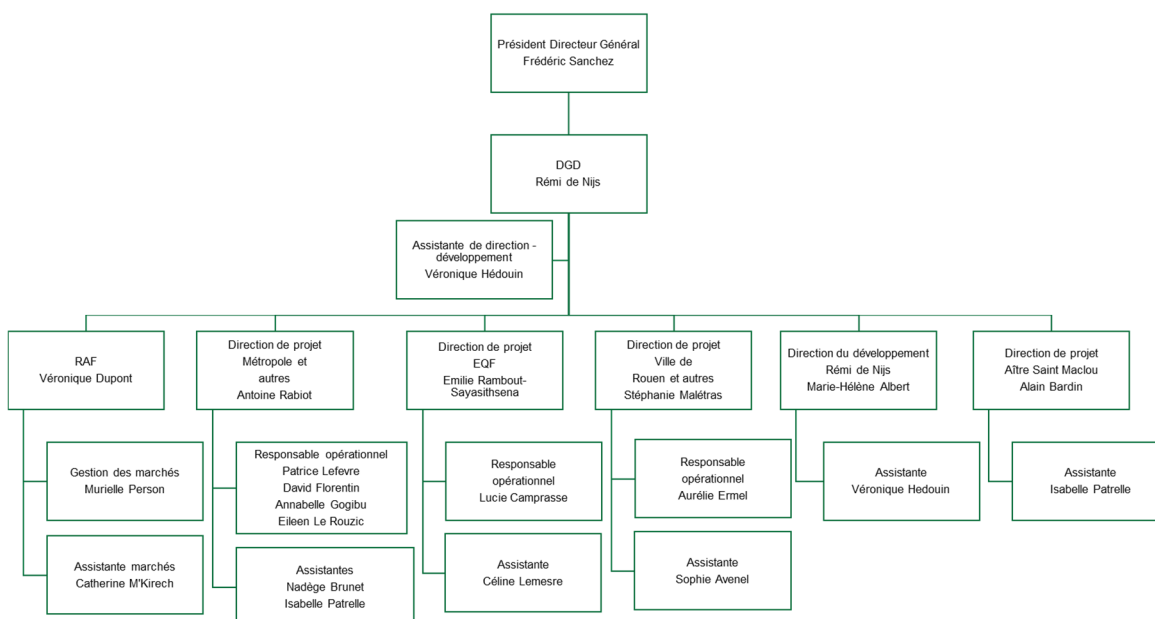 Président Directeur Général
Frédéric Sanchez
DGD
Rémi de Nijs
Assistante de direction -
développement
Véronique Hédouin
RAF
Véronique Dupont
Direction de projet
Métropole et
autres
Antoine Rabiot
Direction de projet
EQF
Emilie Rambout-
Sayasithsena
Direction de projet
Ville de
Rouen et autres
Stéphanie Malétras
Direction du développement
Rémi de Nijs
Marie-Hélène Albert
Direction de projet
Aître Saint Maclou
Alain Bardin
Gestion des marchés
Murielle Person
Responsable opérationnel
Patrice Lefevre
David Florentin
Annabelle Gogibu
Eileen Le Rouzic
Responsable
opérationnel
Lucie Camprasse
Responsable
opérationnel
Aurélie Ermel
Assistante
Véronique Hedouin
Assistante
Isabelle Patrelle
Assistante marchés
Catherine M'Kirech
Assistantes
Nadège Brunet
Isabelle Patrelle
Assistante
Céline Lemesre
Assistante
Sophie Avenel